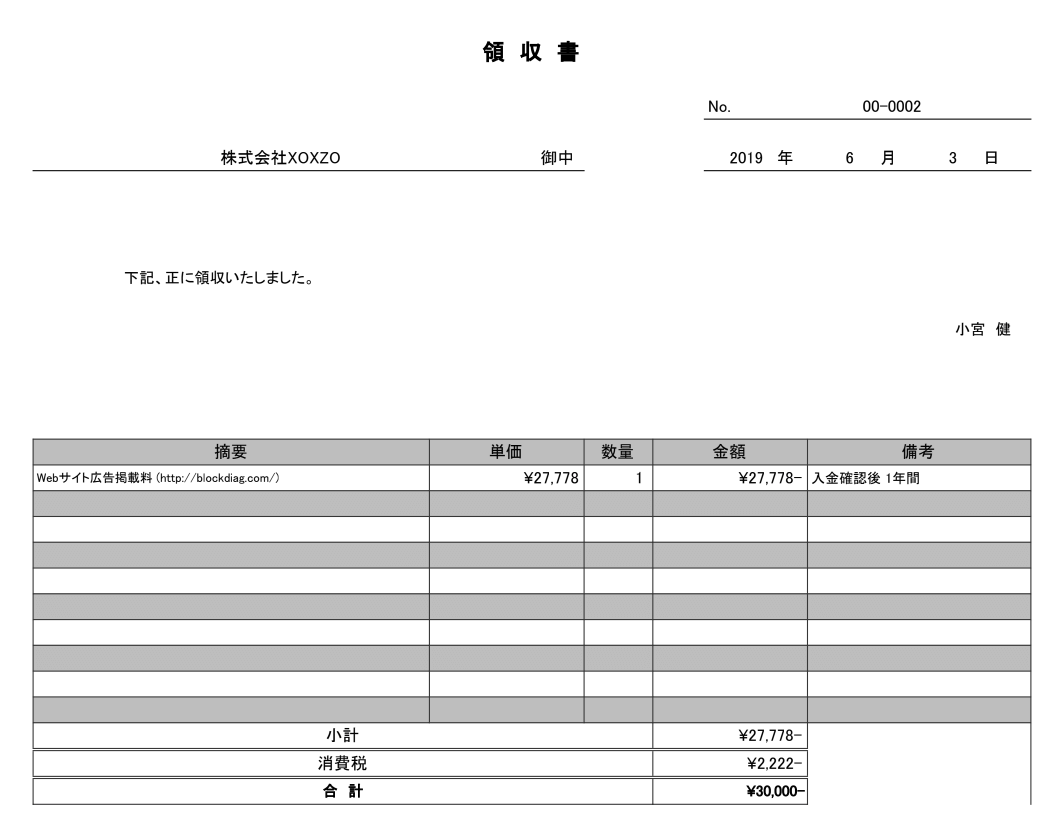 領 収 書
No. 00-0002
株式会社XOXZO 御中 2019 年 6 月 3 日
下記、正に領収いたしました。
小宮 健
摘要 単価 数量 金額 備考
Webサイト広告掲載料 (http://blockdiag.com/) ¥27,778 1 ¥27,778- 入金確認後 1年間
小計 ¥27,778-
消費税 ¥2,222-
合 計 ¥30,000-